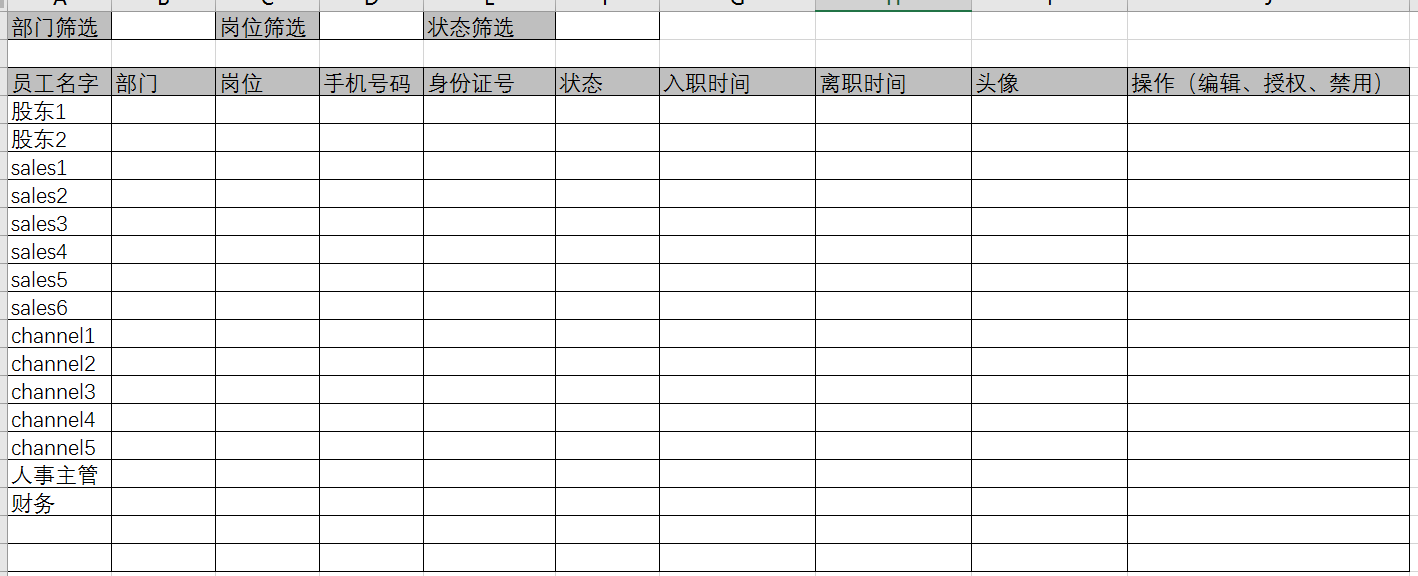 部门筛选 岗位筛选 状态筛选
员工名字 部门 岗位 手机号码 身份证号 状态 入职时间 离职时间 头像 操作（编辑、授权、禁用）
股东1
股东2
sales1
sales2
sales3
sales4
sales5
sales6
channel1
channel2
channel3
channel4
channel5
人事主管
财务